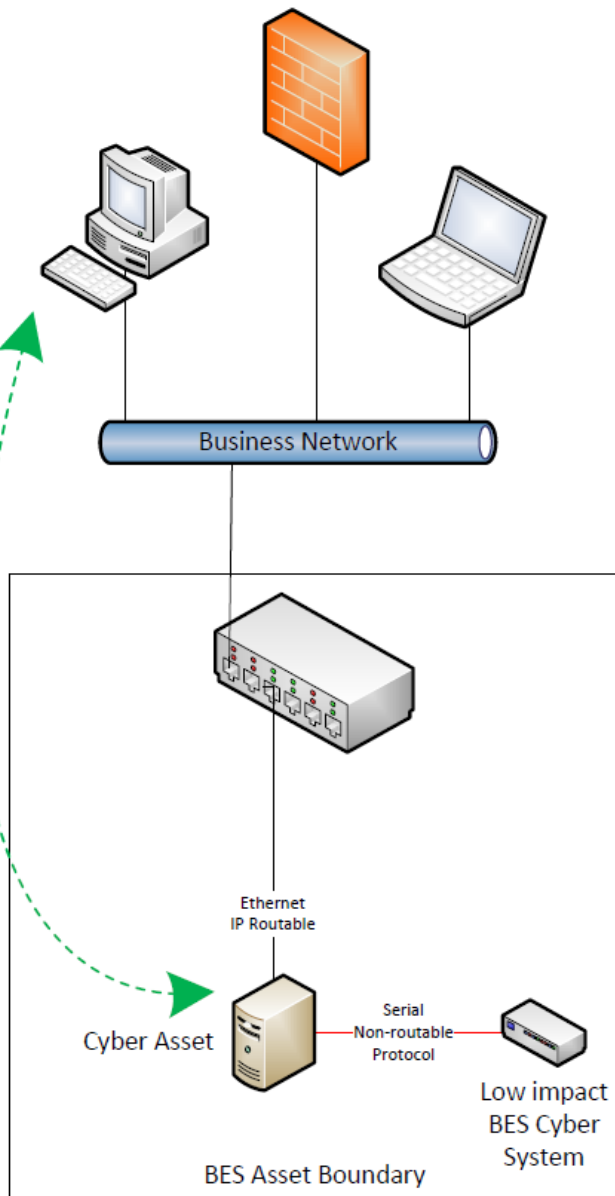 Business Network
Ethernet
IP Routable
Cyber Asset
Serial
Non-routable
Protocol
Low impact
BES Cyber
System
BES Asset Boundary